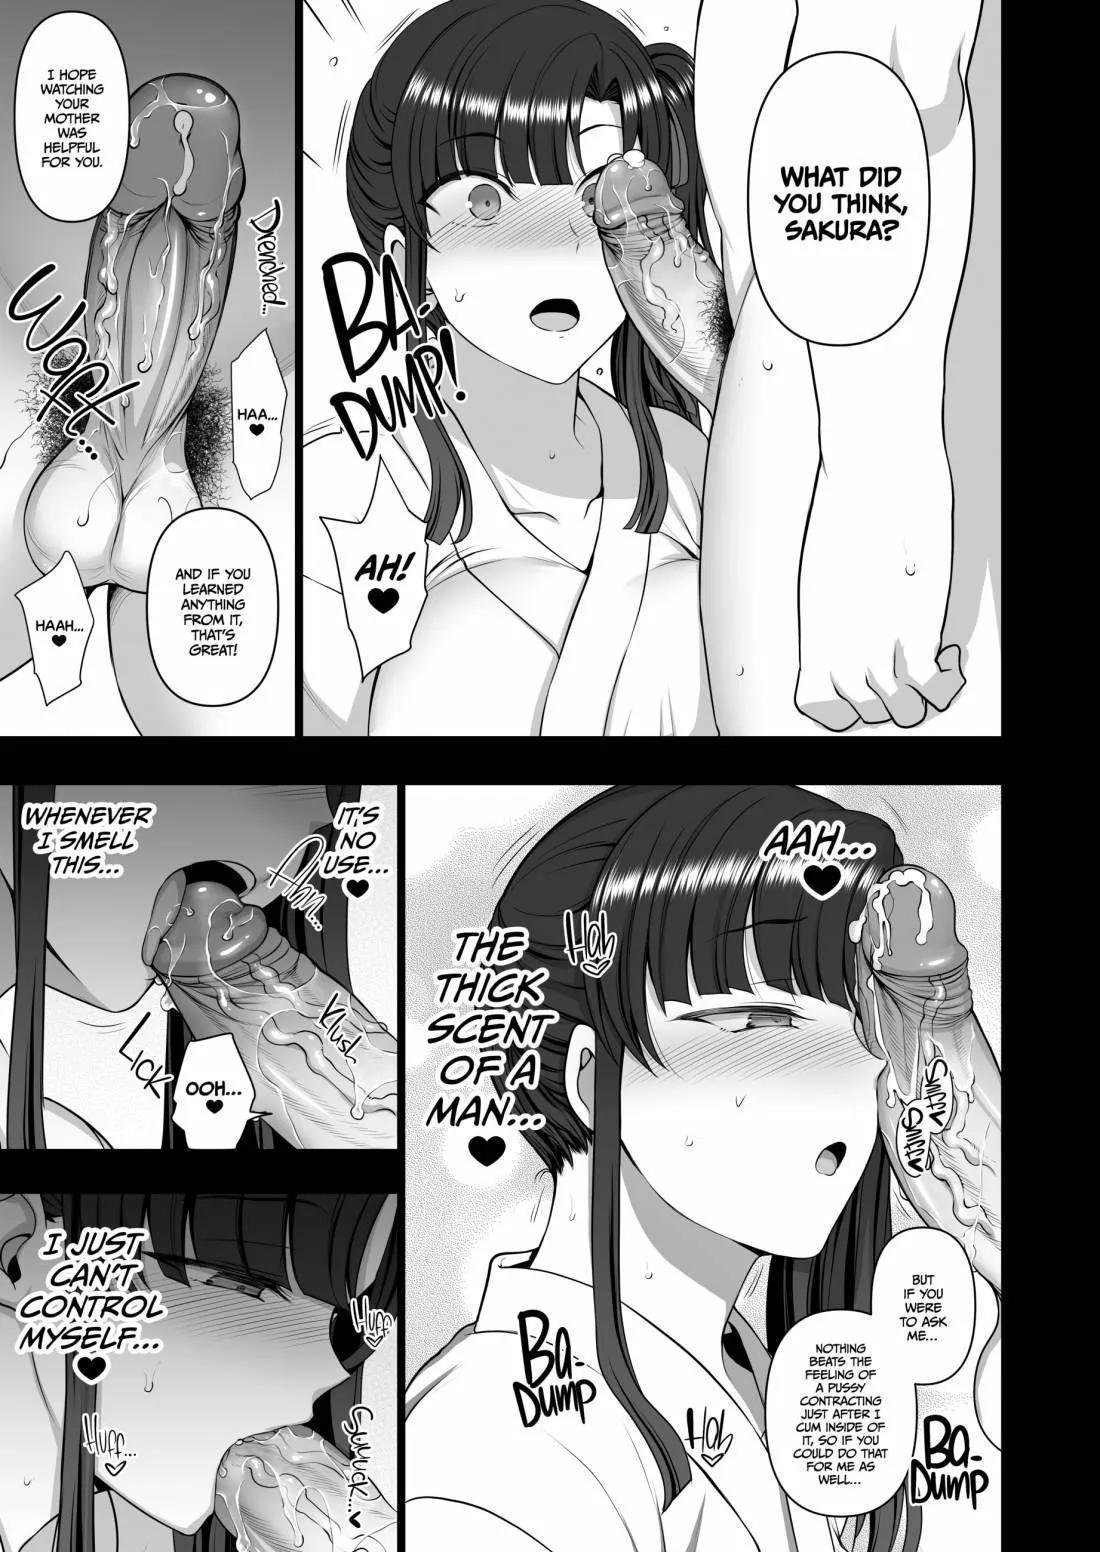 WHAT DID
YOU THINK,
SAKURA?
BA-
DUMP!
AH!
I HOPE
WATCHING
YOUR
MOTHER
WAS
HELPFUL
FOR YOU.
Drenched...
HAA...
AND IF YOU
LEARNED
ANYTHING
FROM IT,
THAT'S
GREAT!
HAAH...
AAH...
Hah
THE
THICK
SCENT
OF A
MAN...
BUT
IF YOU
WERE
TO ASK
ME...
NOTHING
BEATS THE
FEELING OF
A PUSSY
CONTRACTING
JUST AFTER I
CUM INSIDE OF
IT, SO IF YOU
COULD DO THAT
FOR ME AS
WELL...
BA-
DUMP
Hah
BA-
DUMP
IT'S
NO
USE...
WHENEVER
I SMELL
THIS...
LICK
OOH...
I JUST
CAN'T
CONTROL
MYSELF...
Huff
Huff...